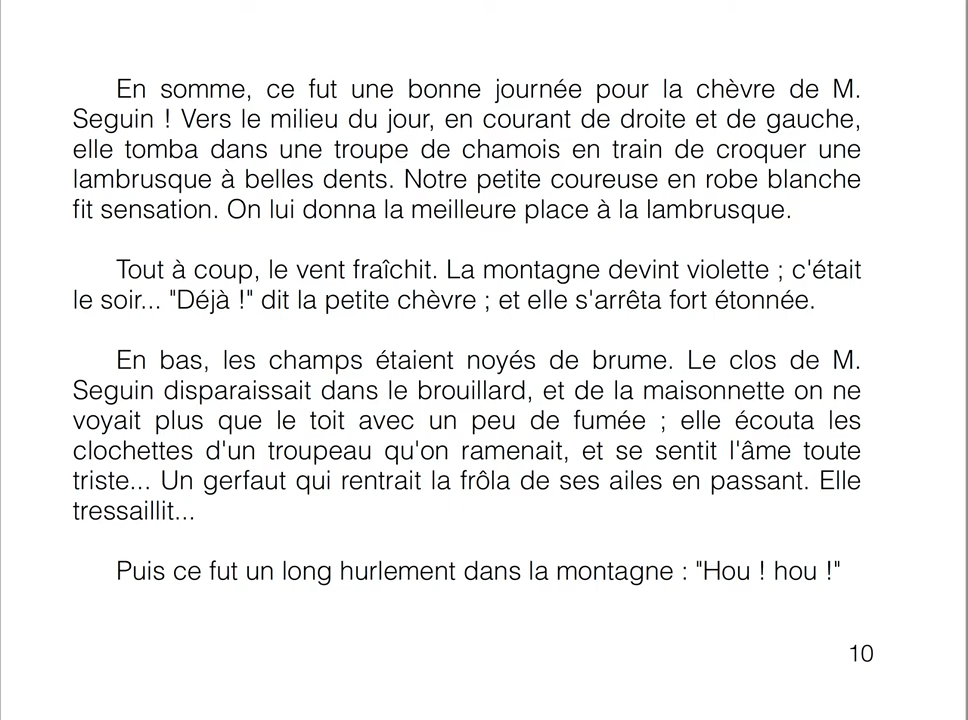 En somme, ce fut une bonne journée pour la chèvre de M.
Seguin ! Vers le milieu du jour, en courant de droite et de gauche,
elle tomba dans une troupe de chamois en train de croquer une
lambrusque à belles dents. Notre petite coureuse en robe blanche
fit sensation. On lui donna la meilleure place à la lambrusque.
Tout à coup, le vent fraîchit. La montagne devint violette ; c'était
le soir... "Déjà !" dit la petite chèvre ; et elle s'arrêta fort étonnée.
En bas, les champs étaient noyés de brume. Le clos de M.
Seguin disparaissait dans le brouillard, et de la maisonnette on ne
voyait plus que le toit avec un peu de fumée ; elle écouta les
clochettes d'un troupeau qu'on ramenait, et se sentit l'âme toute
triste... Un gerfaut qui rentrait la frôla de ses ailes en passant. Elle
tressaillit...
Puis ce fut un long hurlement dans la montagne : "Hou ! hou !"
10